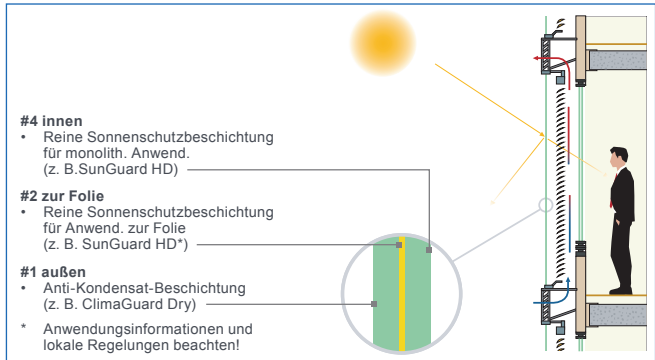 #4 innen
• Reine Sonnenschutzbeschichtung
für monolith. Anwend.
(z. B.SunGuard HD)
#2 zur Folie
• Reine Sonnenschutzbeschichtung
für Anwend. zur Folie
(z. B. SunGuard HD*)
#1 außen
• Anti-Kondensat-Beschichtung
(z. B. ClimaGuard Dry)
* Anwendungsinformationen und
lokale Regelungen beachten!